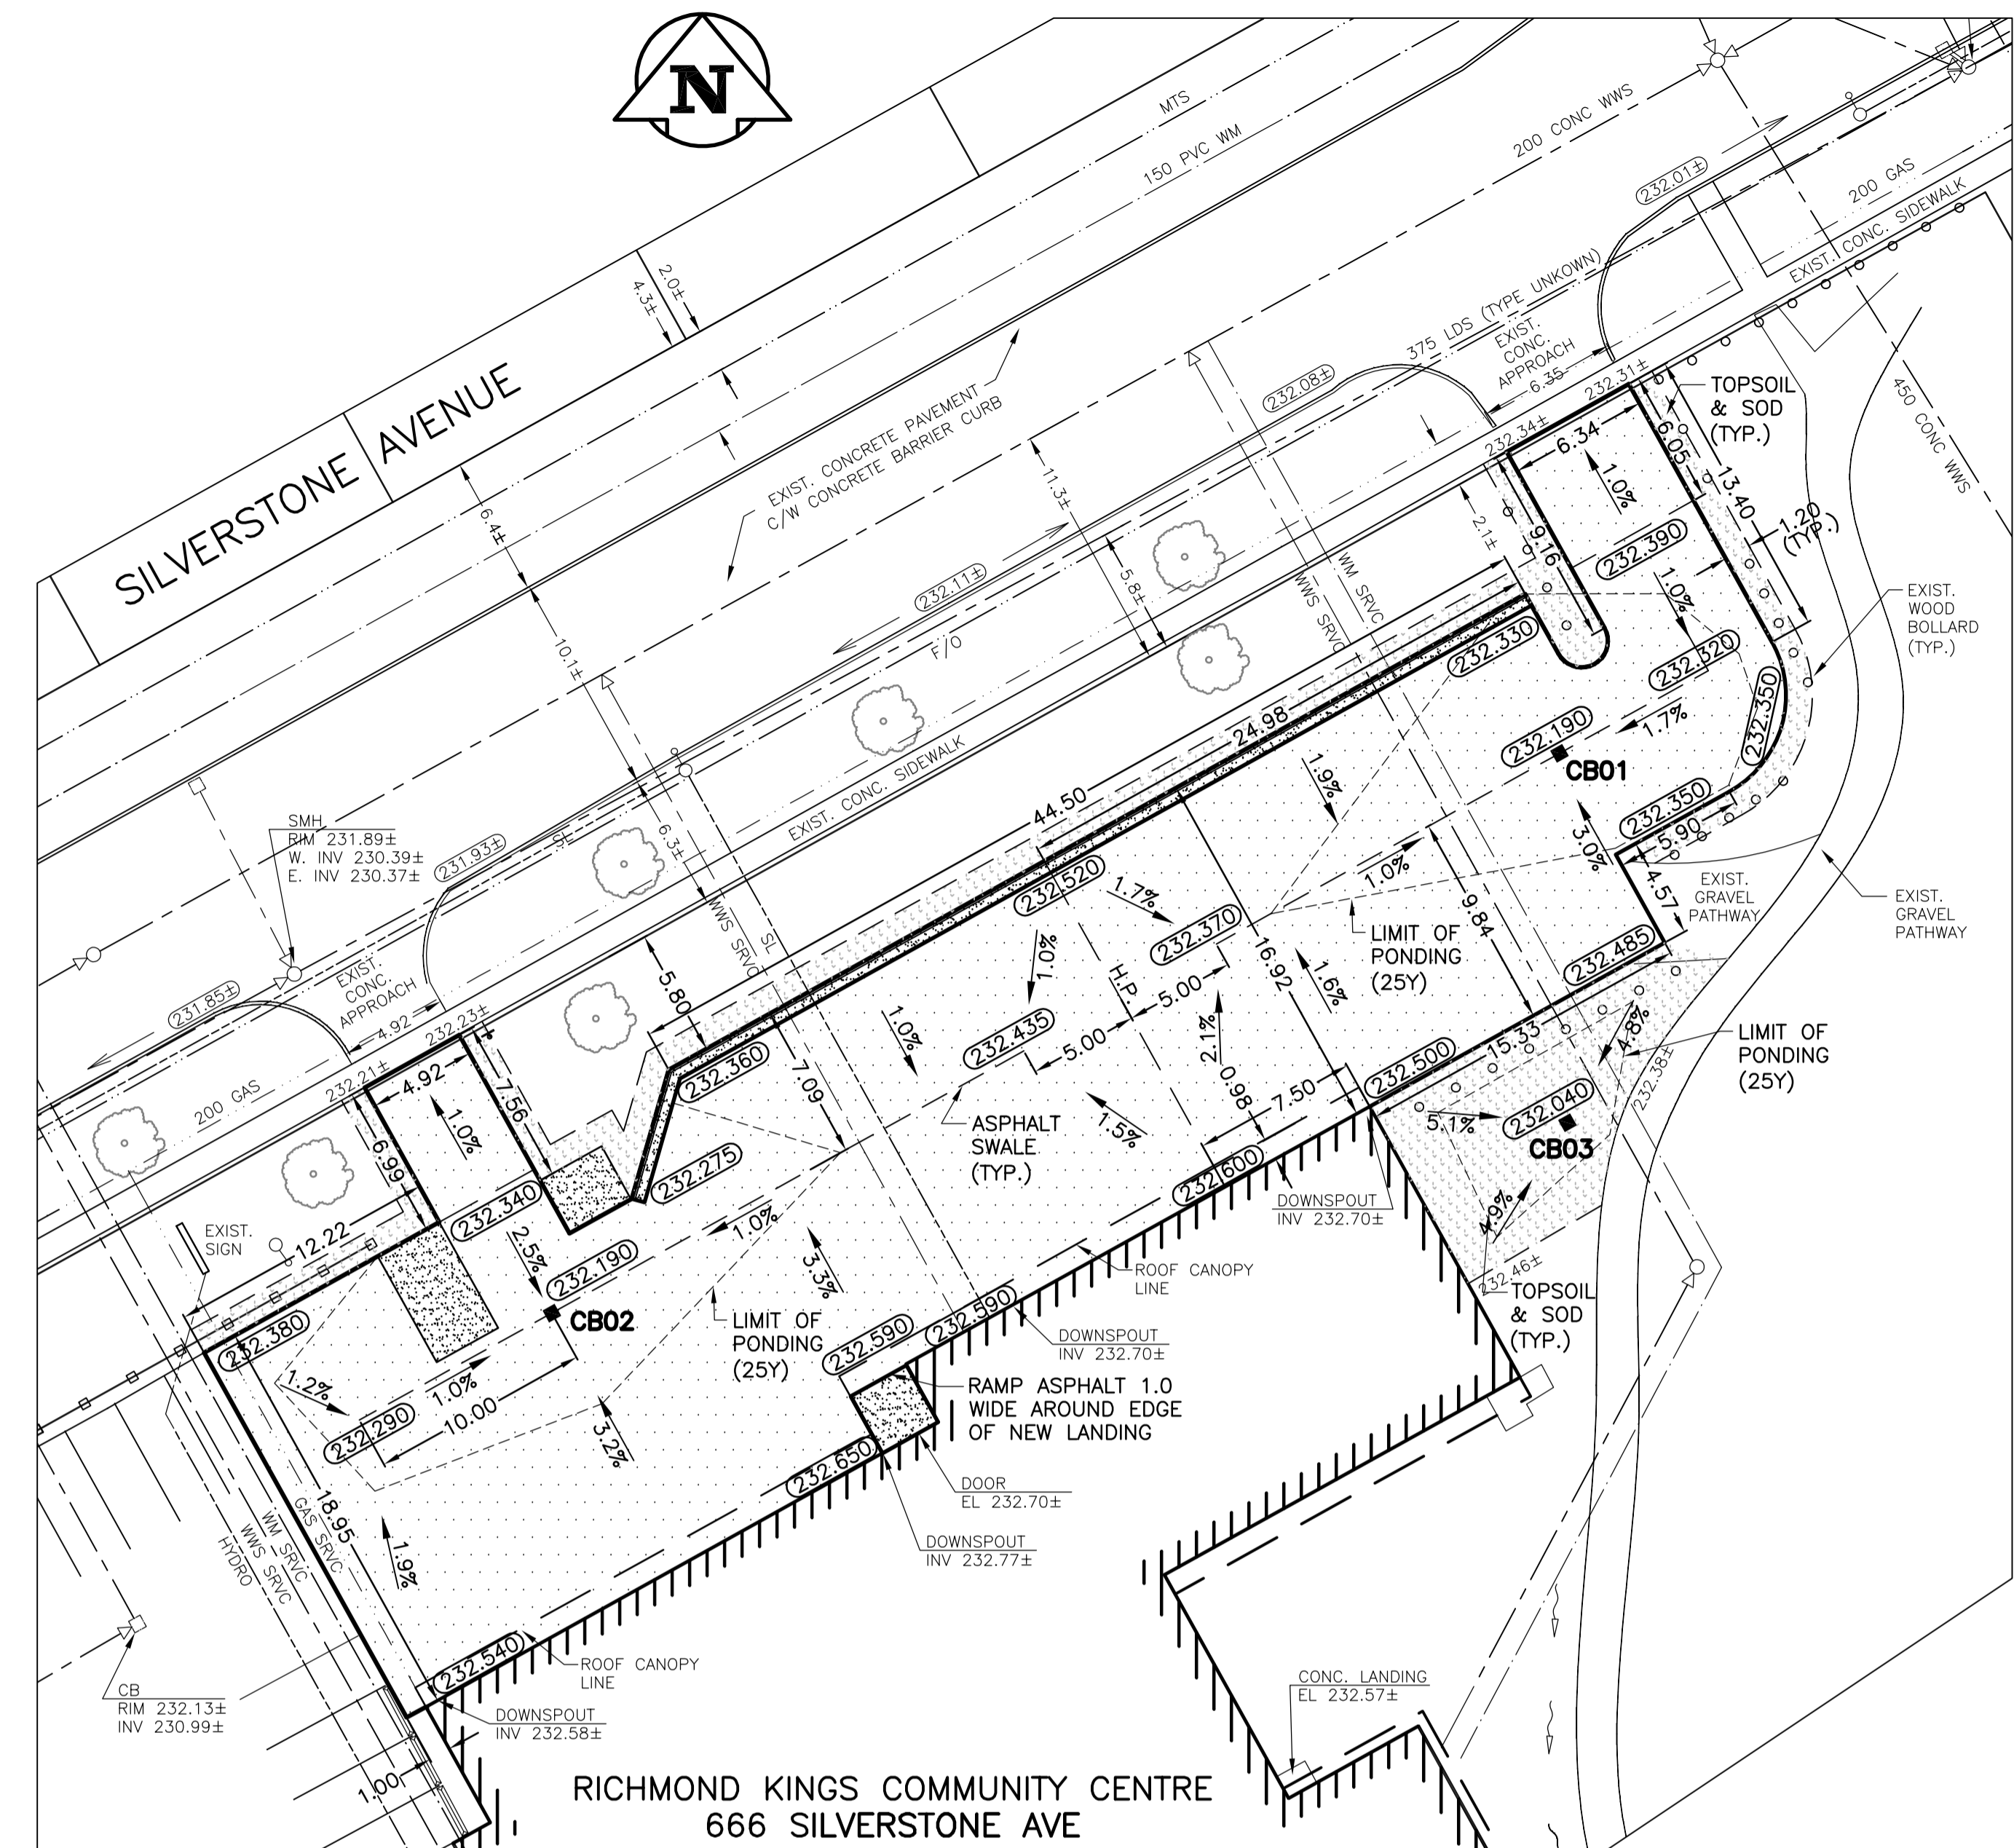 N
SILVERSTONE AVENUE
MTS
150 PVC WM
200 CONC WWS
2.0±
4.3±
232.01±
200 GAS
EXIST. CONC. SIDEWALK
375 LDS (TYPE UNKOWN)
EXIST.
CONC.
APPROACH
6.35
232.31±
232.34±
232.08±
EXIST. CONCRETE PAVEMENT
C/W CONCRETE BARRIER CURB
TOPSOIL
& SOD
(TYP.)
450 CONC WWS
6.34
6.05
13.40
1.0%
1.20
(TYP.)
232.390
9.16
1.0%
2.1±
11.3±
5.8±
6.4±
10.1±
232.11±
F/O
WM SRVC
WWS SRVC
EXIST.
WOOD
BOLLARD
(TYP.)
232.330
232.320
232.350
1.7%
232.190
CB01
24.98
44.50
1.9%
232.350
5.90
3.0%
4.57
EXIST.
GRAVEL
PATHWAY
EXIST.
GRAVEL
PATHWAY
EXIST. CONC. SIDEWALK
6.3±
SMH
RIM 231.89±
W. INV 230.39±
E. INV 230.37±
231.93±
SL
WWS SRVC
SL
232.520
1.7%
1.0%
9.84
232.370
LIMIT OF
PONDING
(25Y)
232.485
1.0%
H.P.
5.00
16.92
1.6%
232.435
5.00
2.11%
0.98
7.50
232.500
15.33
4.8%
LIMIT OF
PONDING
(25Y)
232.38±
5.1%
232.040
CB03
4.9%
232.46±
TOPSOIL
& SOD
(TYP.)
231.85±
EXIST.
CONC.
APPROACH
4.92
232.23±
232.21±
200 GAS
5.80
232.360
7.09
1.0%
4.92
7.56
1.0%
6.99
ASPHALT
SWALE
(TYP.)
1.5%
232.275
232.340
232.600
DOWNSPOUT
INV 232.70±
EXIST.
SIGN
12.22
2.5%
1.0%
232.190
3.3%
CB02
ROOF CANOPY
LINE
LIMIT OF
PONDING
(25Y)
232.590
232.590
DOWNSPOUT
INV 232.70±
232.380
1.2%
1.0%
10.00
232.290
3.2%
RAMP ASPHALT 1.0
WIDE AROUND EDGE
OF NEW LANDING
232.650
DOOR
EL 232.70±
DOWNSPOUT
INV 232.77±
18.95
GAS SRVC
WM SRVC
WWS SRVC
HYDRO
1.9%
232.540
ROOF CANOPY
LINE
DOWNSPOUT
INV 232.58±
CB
RIM 232.13±
INV 230.99±
1.00
CONC. LANDING
EL 232.57±
RICHMOND KINGS COMMUNITY CENTRE
666 SILVERSTONE AVE